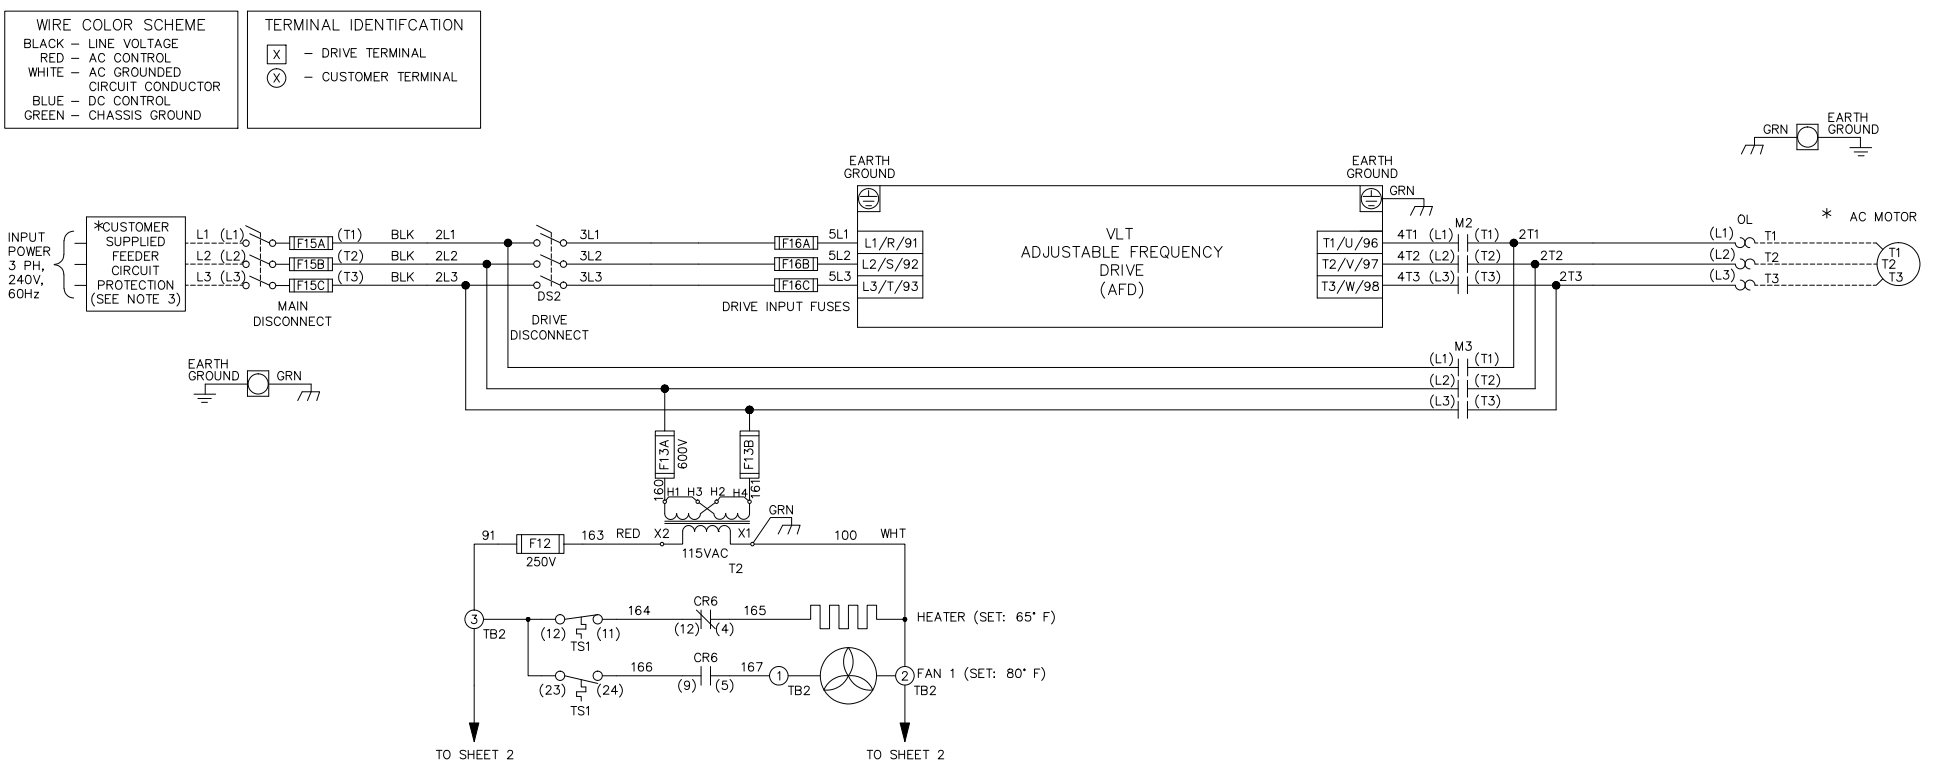 WIRE COLOR SCHEME
BLACK – LINE VOLTAGE
RED – AC CONTROL
WHITE – AC GROUNDED
CIRCUIT CONDUCTOR
BLUE – DC CONTROL
GREEN – CHASSIS GROUND
TERMINAL IDENTIFCATION
X – DRIVE TERMINAL
X – CUSTOMER TERMINAL
GRN
EARTH
GROUND
INPUT
POWER
3 PH,
240V,
60Hz
*CUSTOMER
SUPPLIED
FEEDER
CIRCUIT
PROTECTION
(SEE NOTE 3)
L1 (L1) F15A (T1) BLK 2L1
L2 (L2) F15B (T2) BLK 2L2
L3 (L3) F15C (T3) BLK 2L3
MAIN
DISCONNECT
3L1
3L2
3L3
DS2
DRIVE
DISCONNECT
F16A 5L1
F16B 5L2
F16C 5L3
DRIVE INPUT FUSES
EARTH
GROUND
L1/R/91
L2/S/92
L3/T/93
VLT
ADJUSTABLE FREQUENCY
DRIVE
(AFD)
EARTH
GROUND
GRN
T1/U/96
T2/V/97
T3/W/98
M2
4T1 (L1) (T1) 2T1
4T2 (L2) (T2) 2T2
4T3 (L3) (T3) 2T3
OL
(L1) T1
(L2) T2
(L3) T3
* AC MOTOR
T1
T2
T3
M3
(L1) (T1)
(L2) (T2)
(L3) (T3)
EARTH
GROUND
GRN
F13A
600V
F13B
160
161
H1 H3 H2 H4
GRN
91 F12 163 RED X2 X1 100 WHT
250V
115VAC
T2
3
TB2
(12) (11)
TS1
164
CR6
(12) (4)
165
HEATER (SET: 65° F)
(23) (24)
TS1
166
CR6
(9) (5)
167
1
TB2
2
TB2
FAN 1 (SET: 80° F)
TO SHEET 2
TO SHEET 2